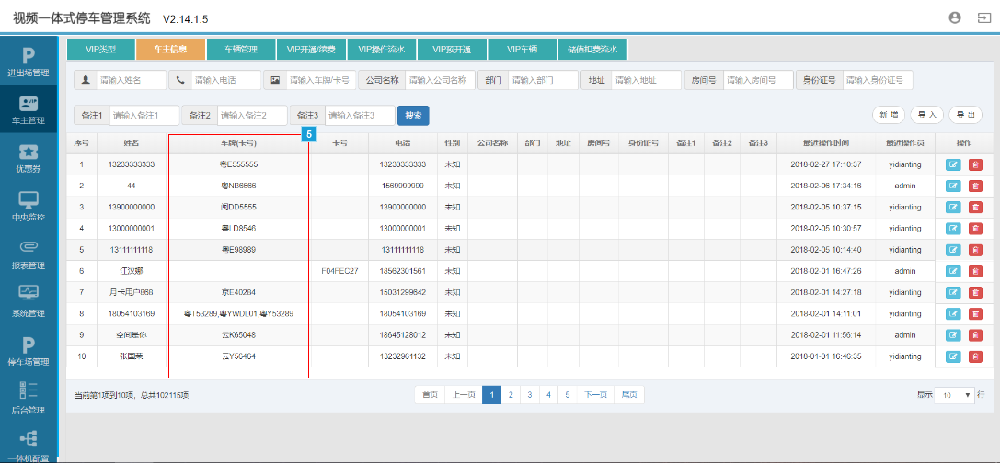 视频一体式停车管理系统 V2.14.1.5
进出场管理
车主管理
优惠券
中央监控
报表管理
系统管理
停车场管理
后台管理
一体机配置
VIP类型 车主信息 车辆管理 VIP开通/续费 VIP操作流水 VIP预开通 VIP车辆 储值扣费流水
请输入姓名 请输入电话 请输入车牌/卡号 公司名称 请输入公司名称 部门 请输入部门 地址 请输入地址 房间号 请输入房间号 身份证号 请输入身份证号
备注1 请输入备注1 备注2 请输入备注2 备注3 请输入备注3 搜索 新 增 导 入 导 出
5
序号 姓名 车牌(卡号) 卡号 电话 性别 公司名称 部门 地址 房间号 身份证号 备注1 备注2 备注3 最近操作时间 最近操作员 操作
1 13233333333 粤E555555 13233333333 未知 2018-02-27 17:10:37 yidianting
2 44 粤NB6666 1569999999 未知 2018-02-06 17:34:16 admin
3 13900000000 闽DD5555 13900000000 未知 2018-02-05 10:37:15 yidianting
4 13000000001 粤LD8546 13000000001 未知 2018-02-05 10:30:57 yidianting
5 13111111118 粤E98989 13111111118 未知 2018-02-05 10:14:40 yidianting
6 江汉娜 F04FEC27 18562301561 未知 2018-02-01 16:47:26 admin
7 月卡用户868 京E40284 15031299642 未知 2018-02-01 14:27:18 yidianting
8 18054103169 粤T53289,粤YWDL01,粤Y53289 18054103169 未知 2018-02-01 14:11:01 yidianting
9 空间是你 云K65048 18645128012 未知 2018-02-01 11:56:14 admin
10 张国荣 云Y56464 13232961132 未知 2018-01-31 16:46:35 yidianting
当前第1项到10项，总共102115项 首页 上一页 1 2 3 4 5 下一页 尾页 显示 10 行